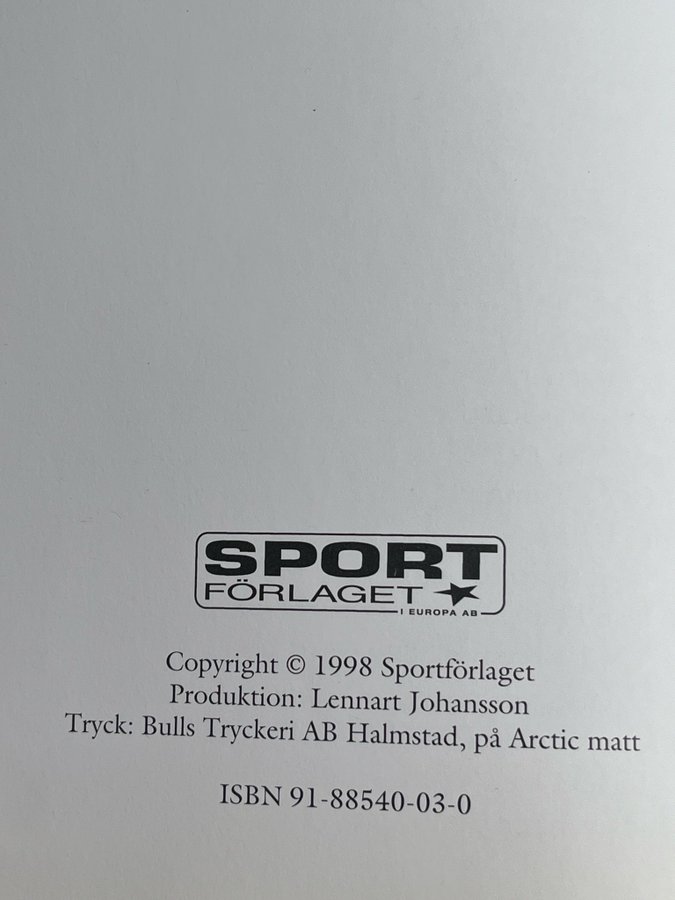 SPORT
FÖRLAGET
I EUROPA AB
Copyright © 1998 Sportförlaget
Produktion: Lennart Johansson
Tryck: Bulls Tryckeri AB Halmstad, på Arctic matt
ISBN 91-88540-03-0